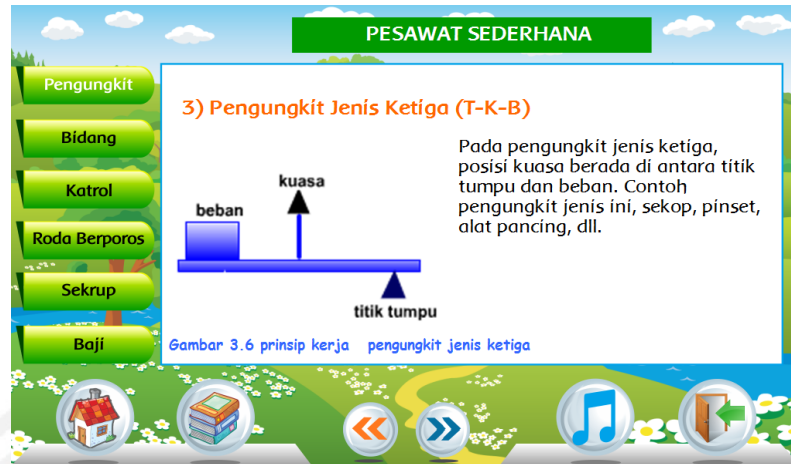 PESAWAT SEDERHANA
Pengungkit
Bidang
Katrol
Roda Berporos
Sekrup
Baji
3) Pengungkit Jenis Ketiga (T-K-B)
kuasa
beban
titik tumpu
Gambar 3.6 prinsip kerja pengungkit jenis ketiga
Pada pengungkit jenis ketiga,
posisi kuasa berada di antara titik
tumpu dan beban. Contoh
pengungkit jenis ini, sekop, pinset,
alat pancing, dll.